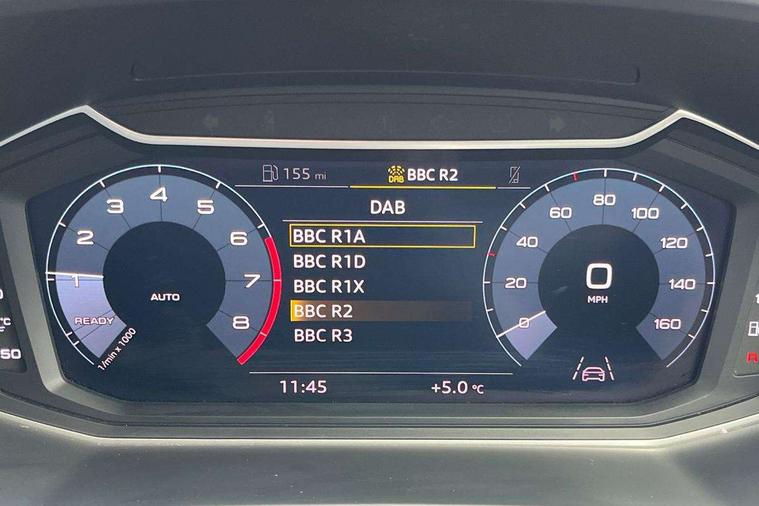 155 mi
DAB
BBC R2
DAB
BBC R1A
BBC R1D
BBC R1X
BBC R2
BBC R3
11:45 +5.0 °C
1
2
3
4
5
6
7
8
READY
AUTO
1/min x 1000
0
20
40
60
80
100
120
140
160
0
MPH
°C
50